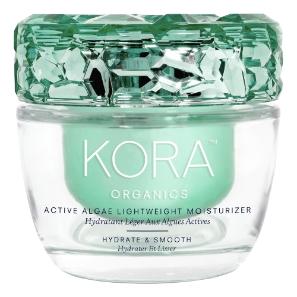 KORA™
ORGANICS
ACTIVE ALGAE LIGHTWEIGHT MOISTURIZER
Hydratant Léger Aux Algues Actives
HYDRATE & SMOOTH
Hydrater Et Lisser